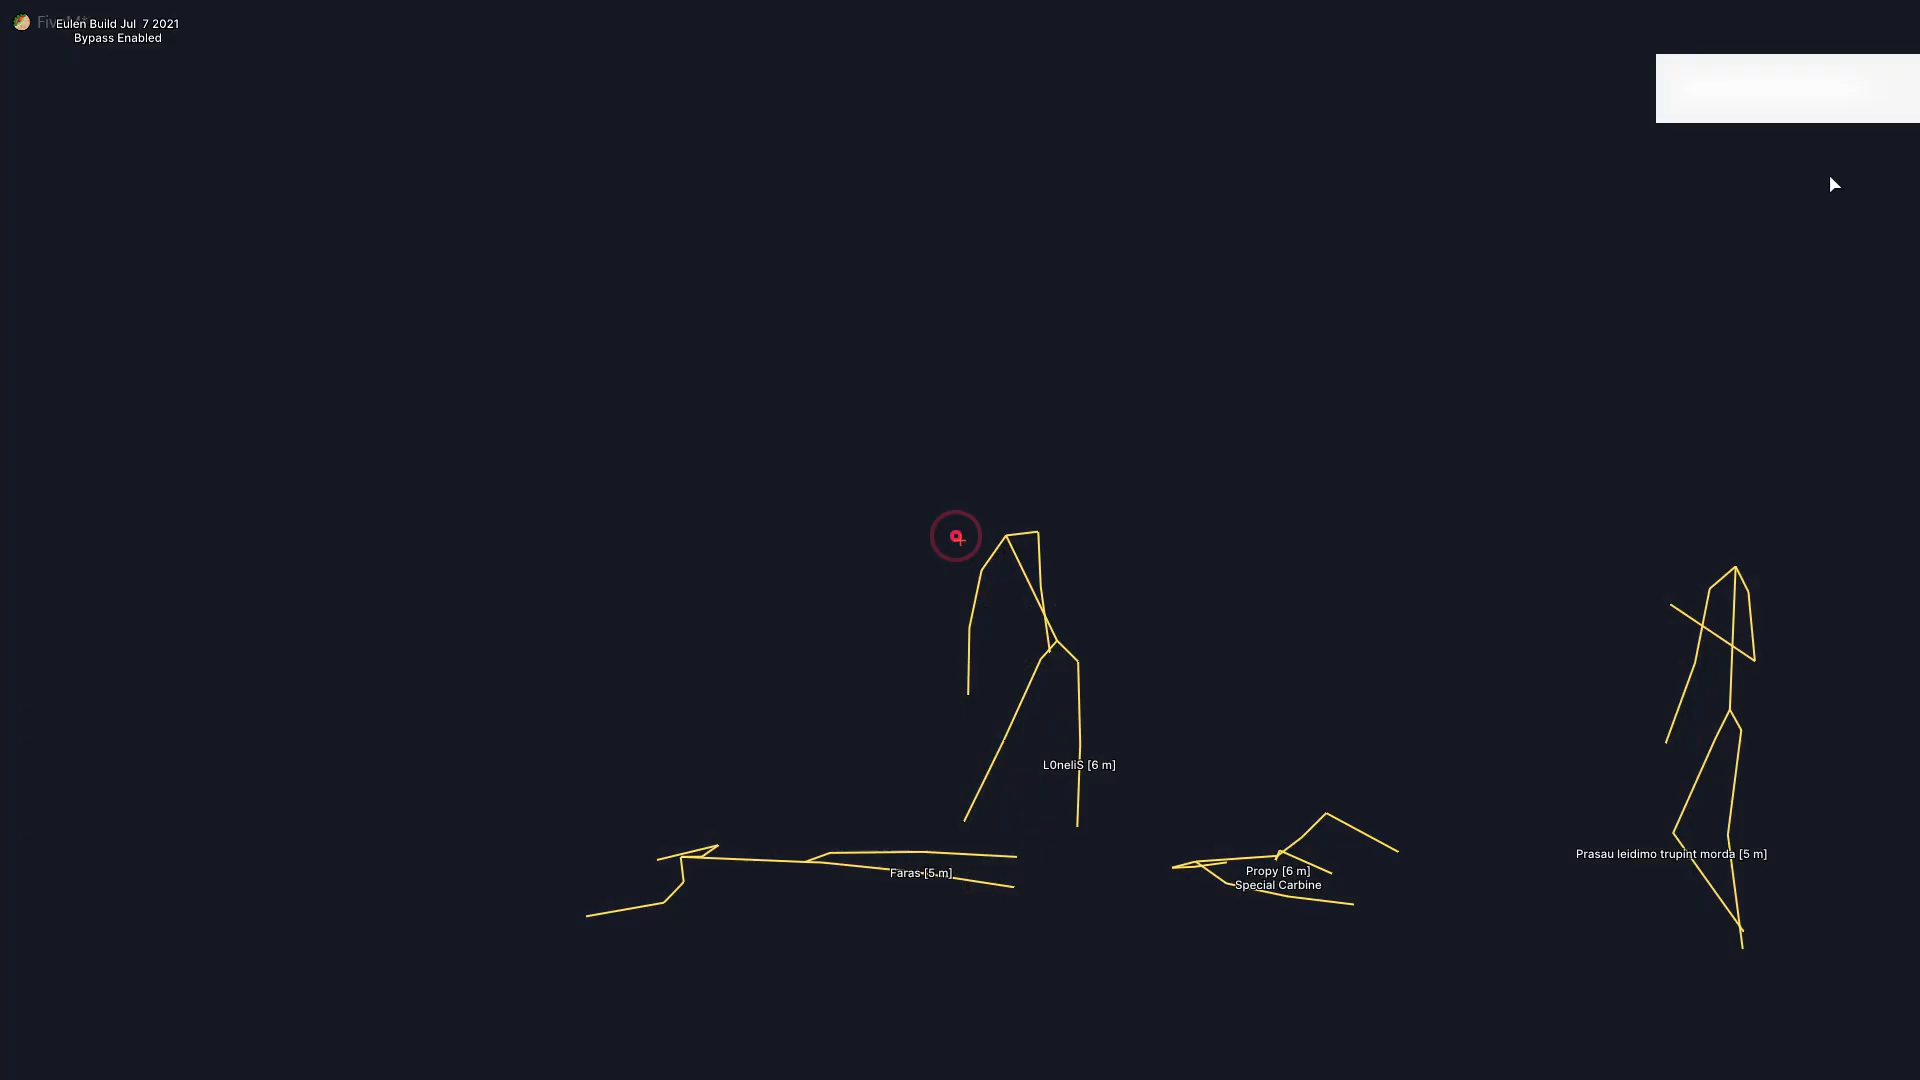 Eulen Build Jul 7 2021
Bypass Enabled
L0neliS [6 m]
Faras [5 m]
Propy [6 m]
Special Carbine
Prasau leidimo trupint morda [5 m]